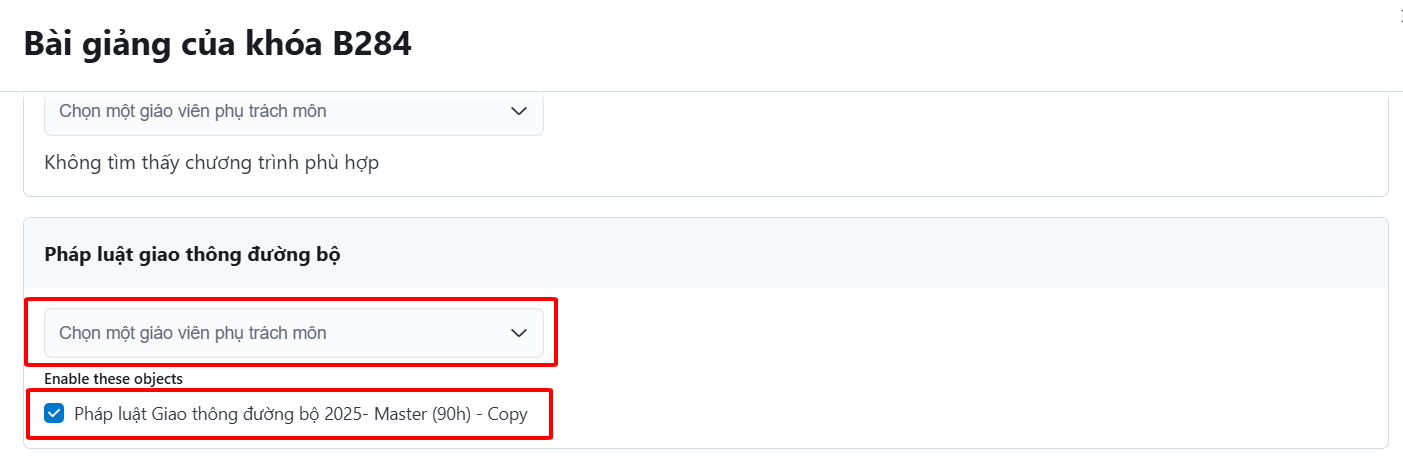 Bài giảng của khóa B284
Chọn một giáo viên phụ trách môn
Không tìm thấy chương trình phù hợp
Pháp luật giao thông đường bộ
Chọn một giáo viên phụ trách môn
Enable these objects
Pháp luật Giao thông đường bộ 2025- Master (90h) - Copy